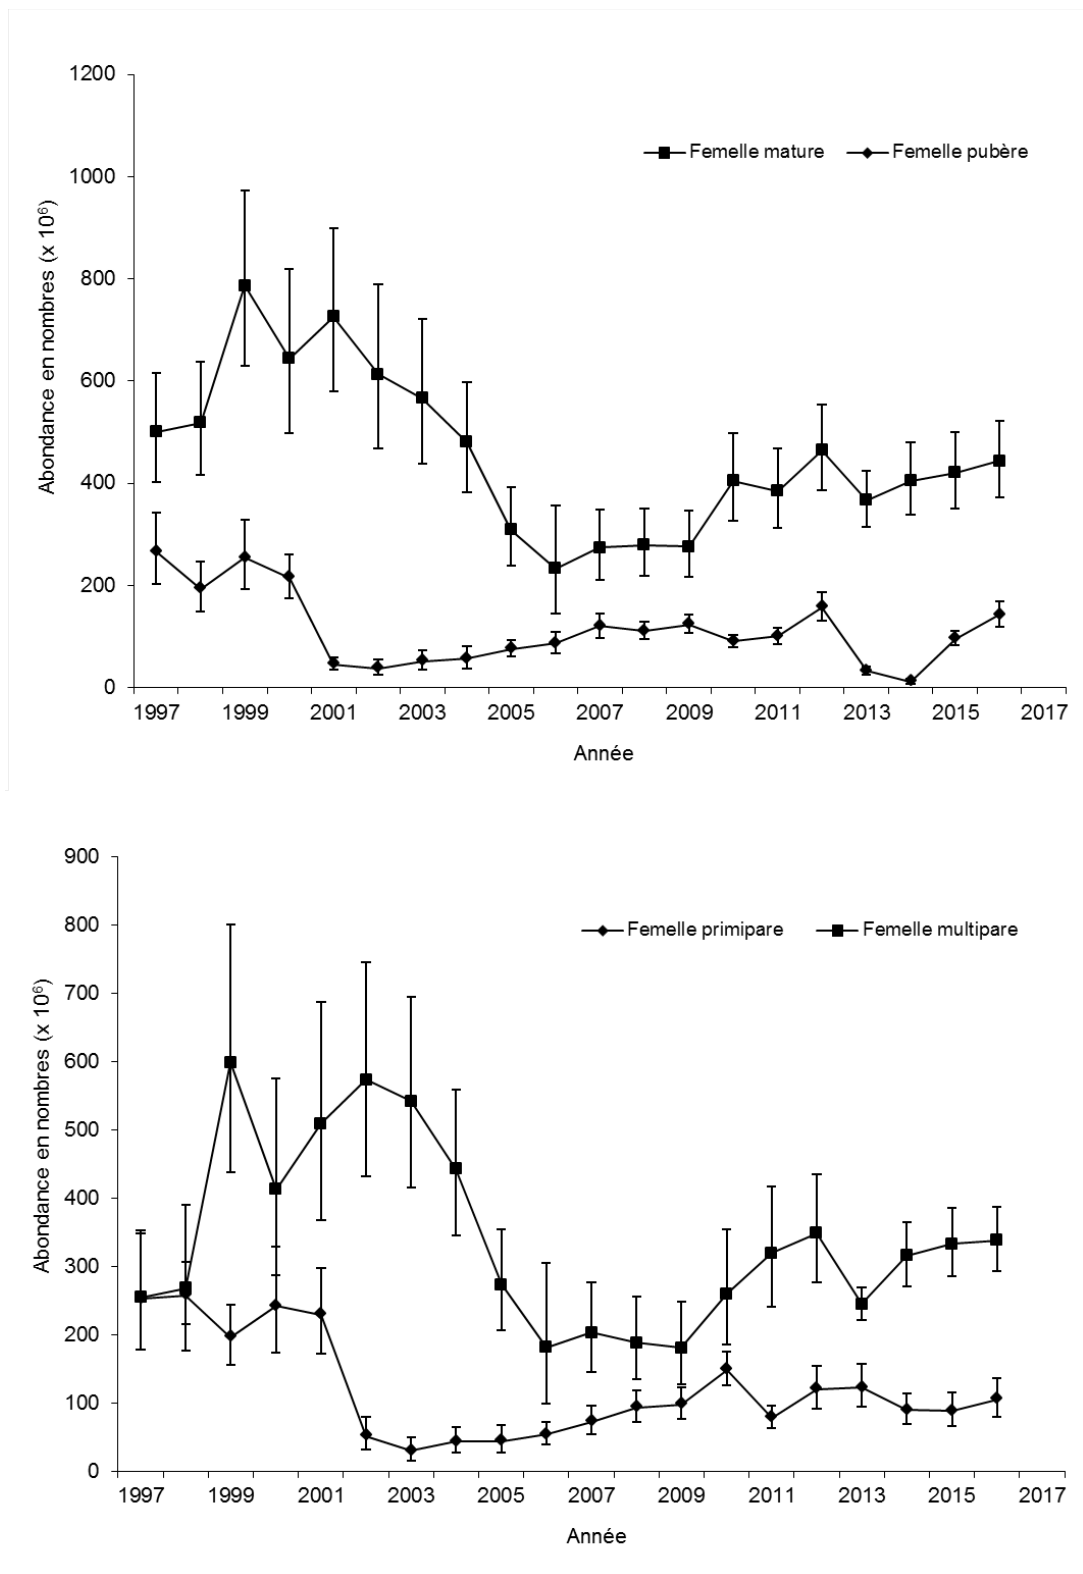 1200
1000
800
600
400
200
0
Abondance en nombres (x 10⁶)
Femelle mature Femelle pubère
1997 1999 2001 2003 2005 2007 2009 2011 2013 2015 2017
Année
900
800
700
600
500
400
300
200
100
0
Abondance en nombres (x 10⁶)
Femelle primipare Femelle multipare
1997 1999 2001 2003 2005 2007 2009 2011 2013 2015 2017
Année